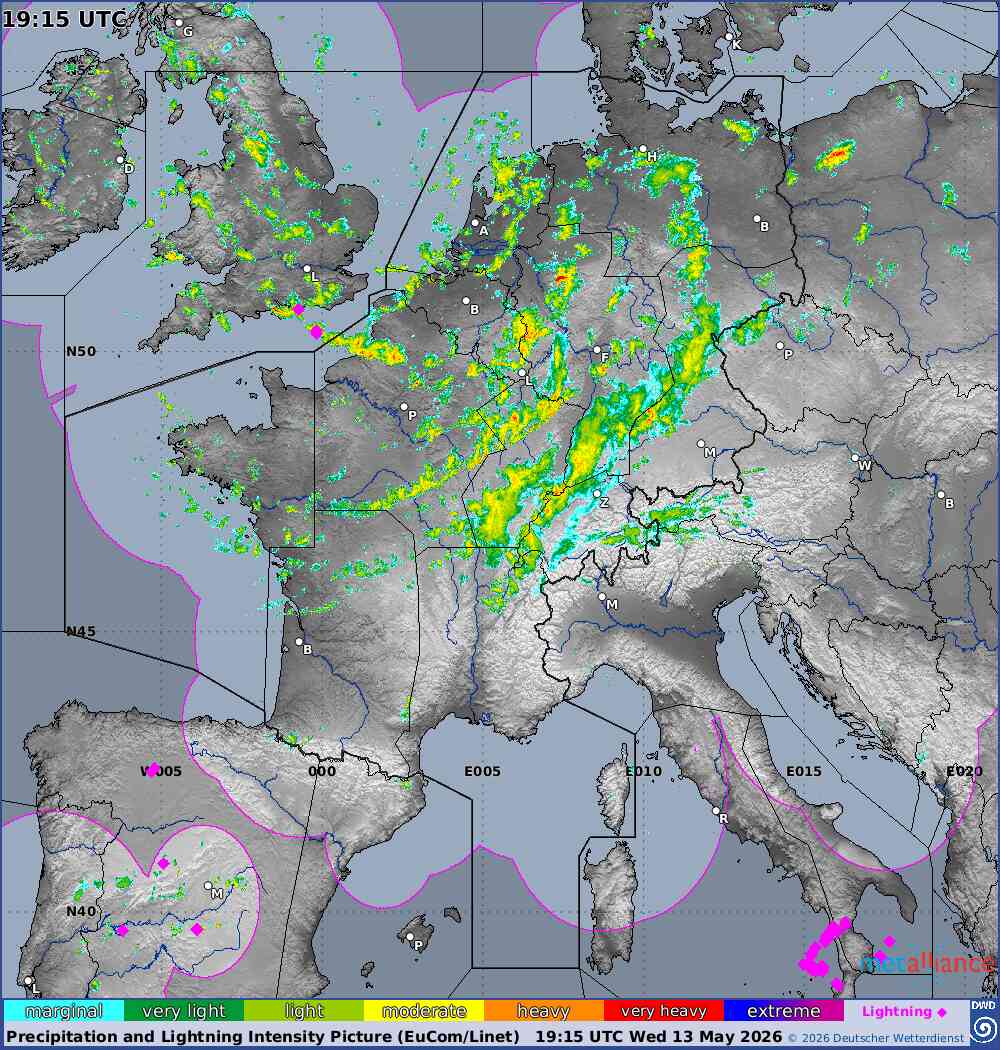 19:15 UTC
G
K
N55
H
D
B
A
L
B
N50
P
F
L
P
M
W
Z
B
M
N45
B
W005
000
E005
E010
E015
E020
R
M
N40
P
L
metalliance
marginal
very light
light
moderate
heavy
very heavy
extreme
Lightning
DWD
Precipitation and Lightning Intensity Picture (EuCom/Linet) 19:15 UTC Wed 13 May 2026 © 2026 Deutscher Wetterdienst